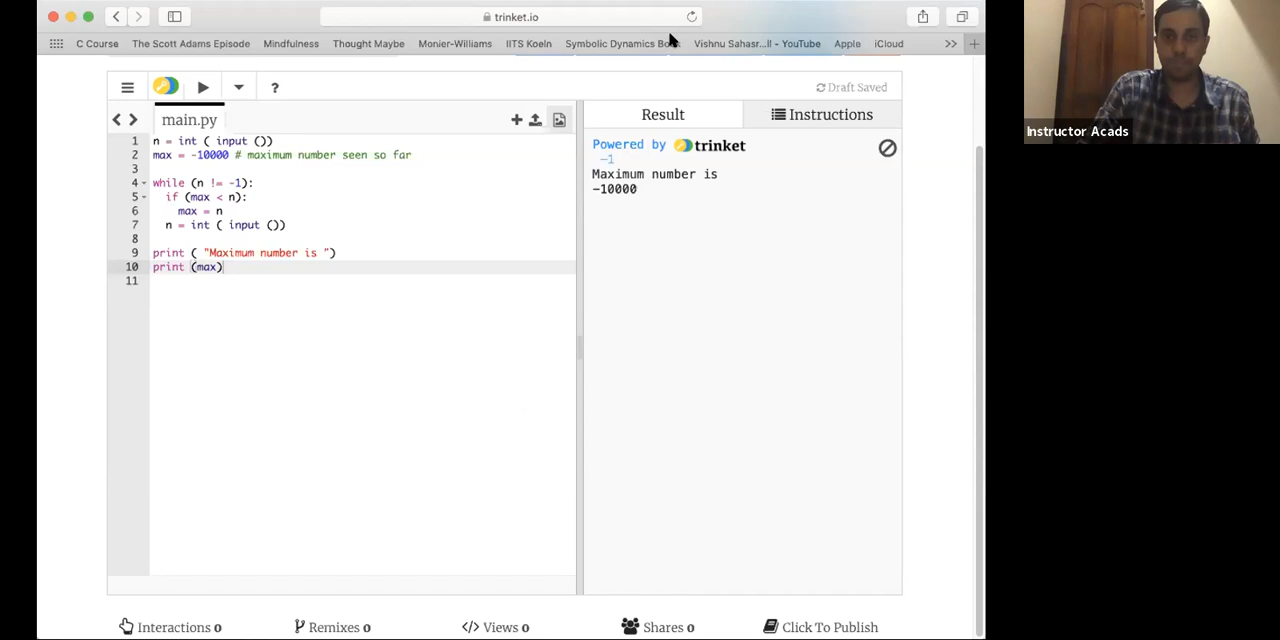 trinket.io
C Course The Scott Adams Episode Mindfulness Thought Maybe Monier-Williams IITS Koeln Symbolic Dynamics Vishnu Sahasr...ll - YouTube Apple iCloud
? Draft Saved
main.py
Result Instructions
Instructor Acads
1 n = int ( input ())
2 max = -10000 # maximum number seen so far
3
4 while (n != -1):
5 if (max < n):
6 max = n
7 n = int ( input ())
8
9 print ( "Maximum number is ")
10 print (max)
11
Powered by trinket
-1
Maximum number is
-10000
Interactions 0 Remixes 0 Views 0 Shares 0 Click To Publish